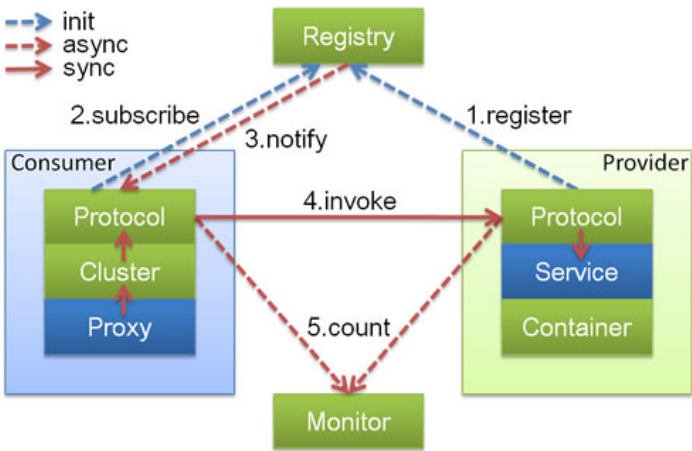 init
async
sync
Registry
2.subscribe
3.notify
1.register
Consumer
Provider
Protocol
4.invoke
Protocol
Cluster
Service
Proxy
5.count
Container
Monitor